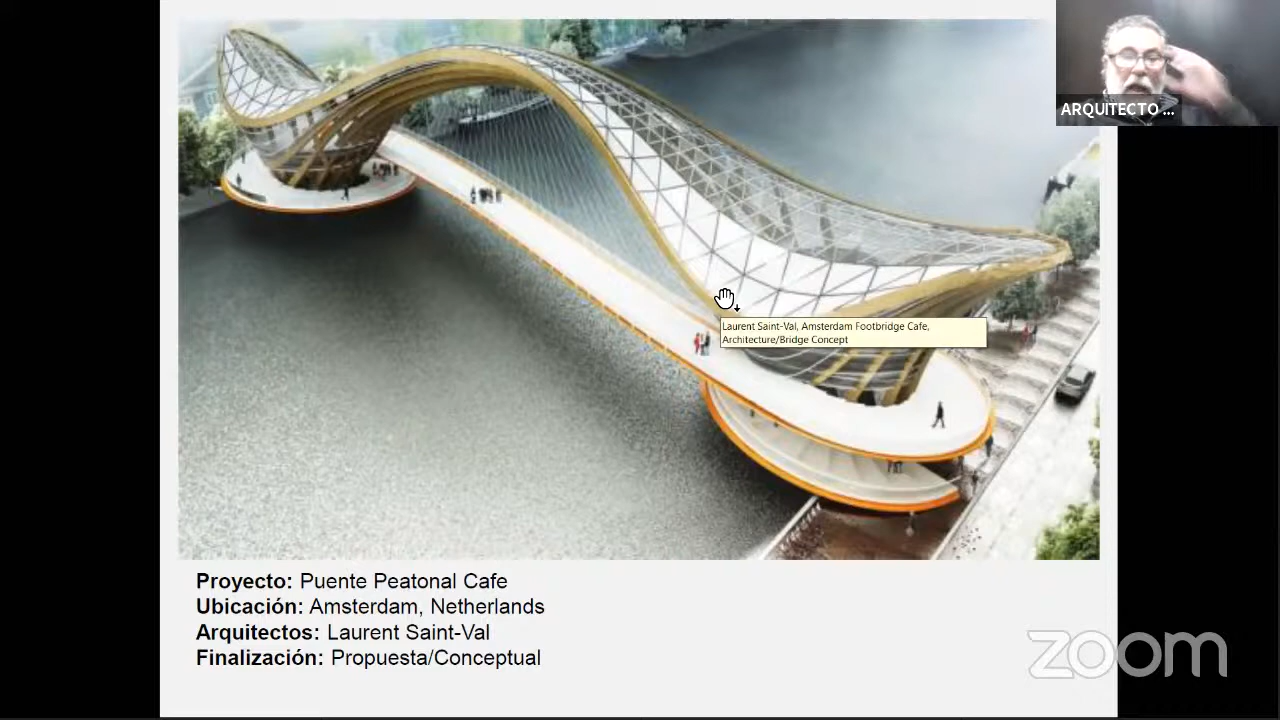 ARQUITECTO ...
Laurent Saint-Val, Amsterdam Footbridge Cafe,
Architecture/Bridge Concept
Proyecto: Puente Peatonal Cafe
Ubicación: Amsterdam, Netherlands
Arquitectos: Laurent Saint-Val
Finalización: Propuesta/Conceptual
zoom